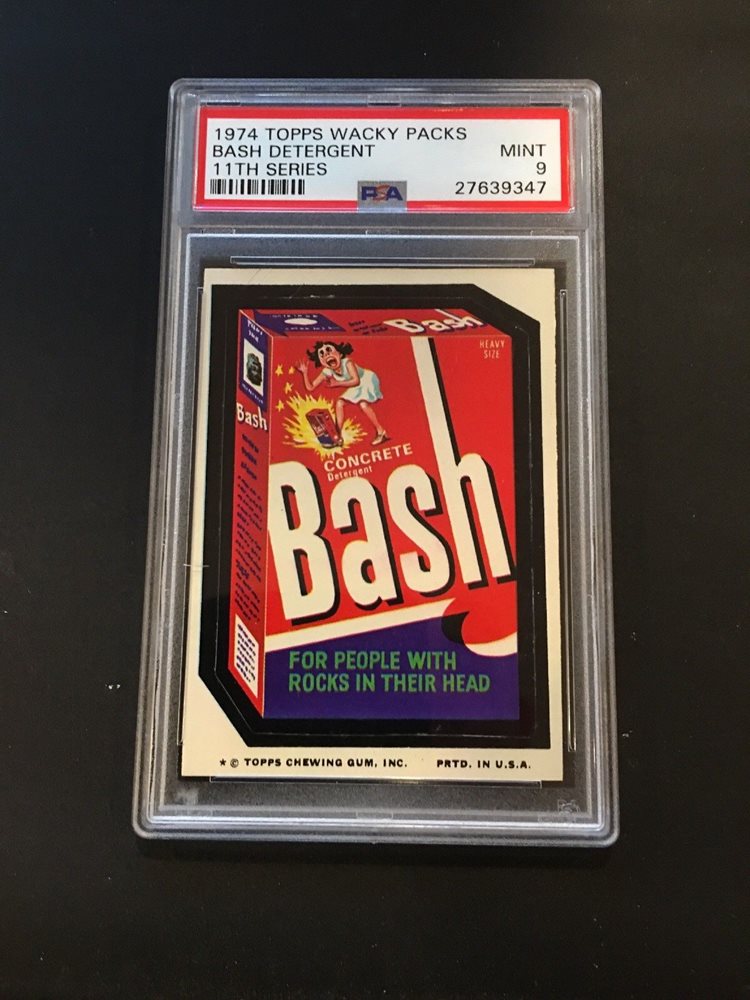 1974 TOPPS WACKY PACKS
BASH DETERGENT MINT
11TH SERIES 9
PSA 27639347
Bash
HEAVY
SIZE
Bash
CONCRETE
Detergent
Bash
FOR PEOPLE WITH
ROCKS IN THEIR HEAD
* © TOPPS CHEWING GUM, INC. PRTD. IN U.S.A.